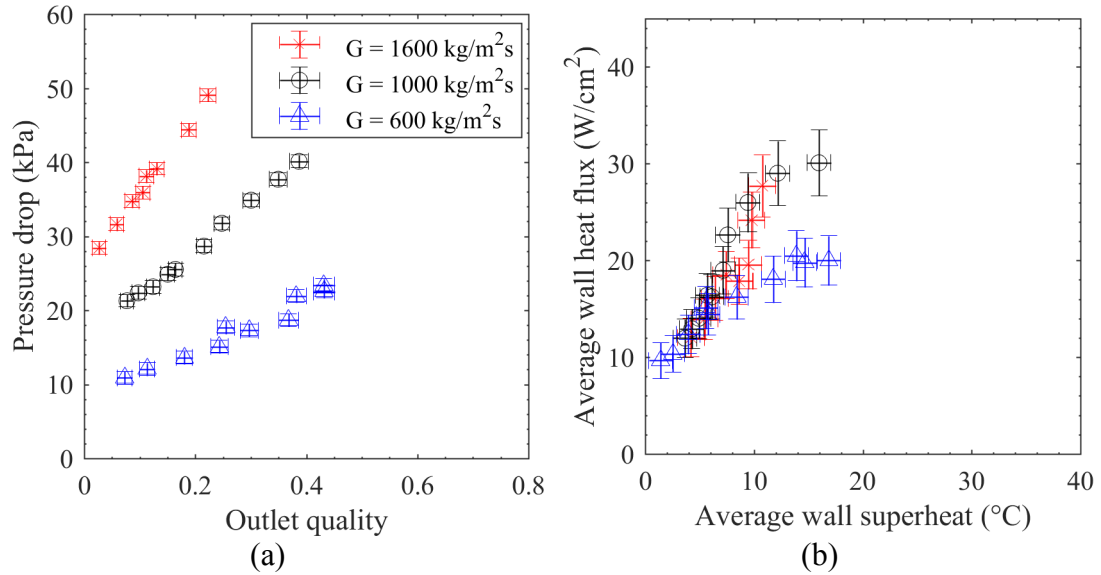 60
50
40
30
20
10
0
0
0.2
0.4
0.6
0.8
Pressure drop (kPa)
Outlet quality
G = 1600 kg/m²s
G = 1000 kg/m²s
G = 600 kg/m²s
(a)
40
30
20
10
0
0
10
20
30
40
Average wall heat flux (W/cm²)
Average wall superheat (°C)
(b)